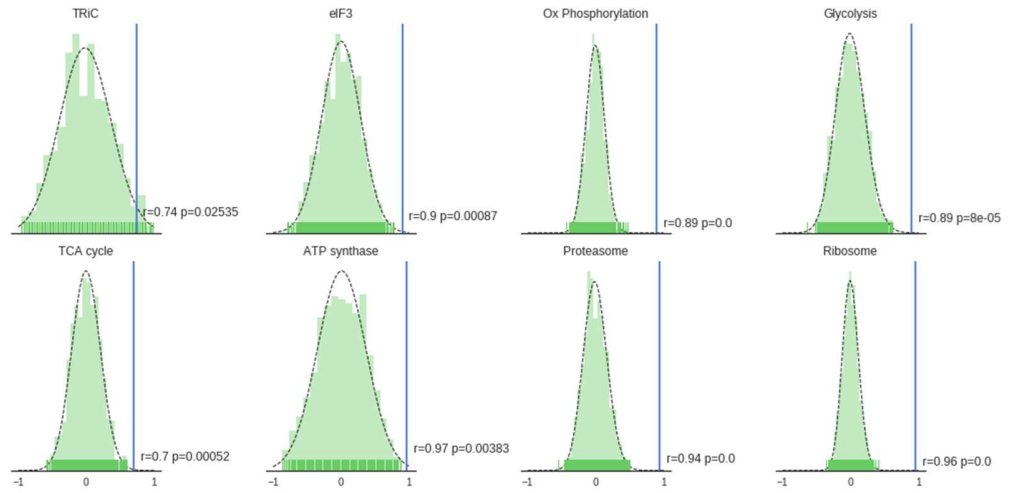 TRiC eIF3 Ox Phosphorylation Glycolysis
r=0.74 p=0.02535 r=0.9 p=0.00087 r=0.89 p=0.0 r=0.89 p=8e-05
TCA cycle ATP synthase Proteasome Ribosome
r=0.7 p=0.00052 r=0.97 p=0.00383 r=0.94 p=0.0 r=0.96 p=0.0
−1 0 1 −1 0 1 −1 0 1 −1 0 1